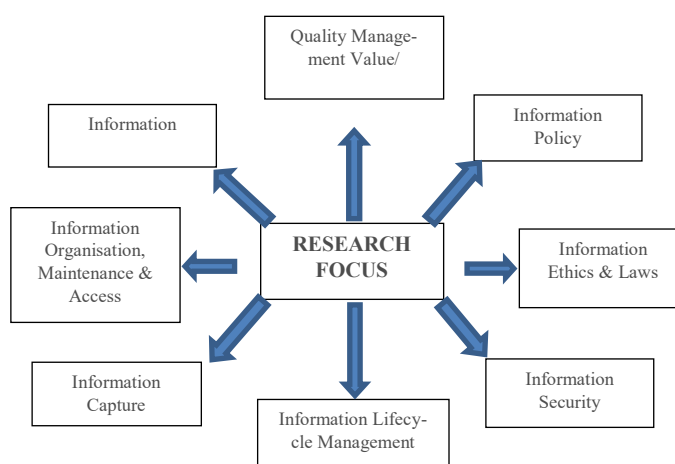 Quality Manage-
ment Value/
Information
Information
Policy
Information
Organisation,
Maintenance &
Access
RESEARCH
FOCUS
Information
Ethics & Laws
Information
Capture
Information Lifecy-
cle Management
Information
Security